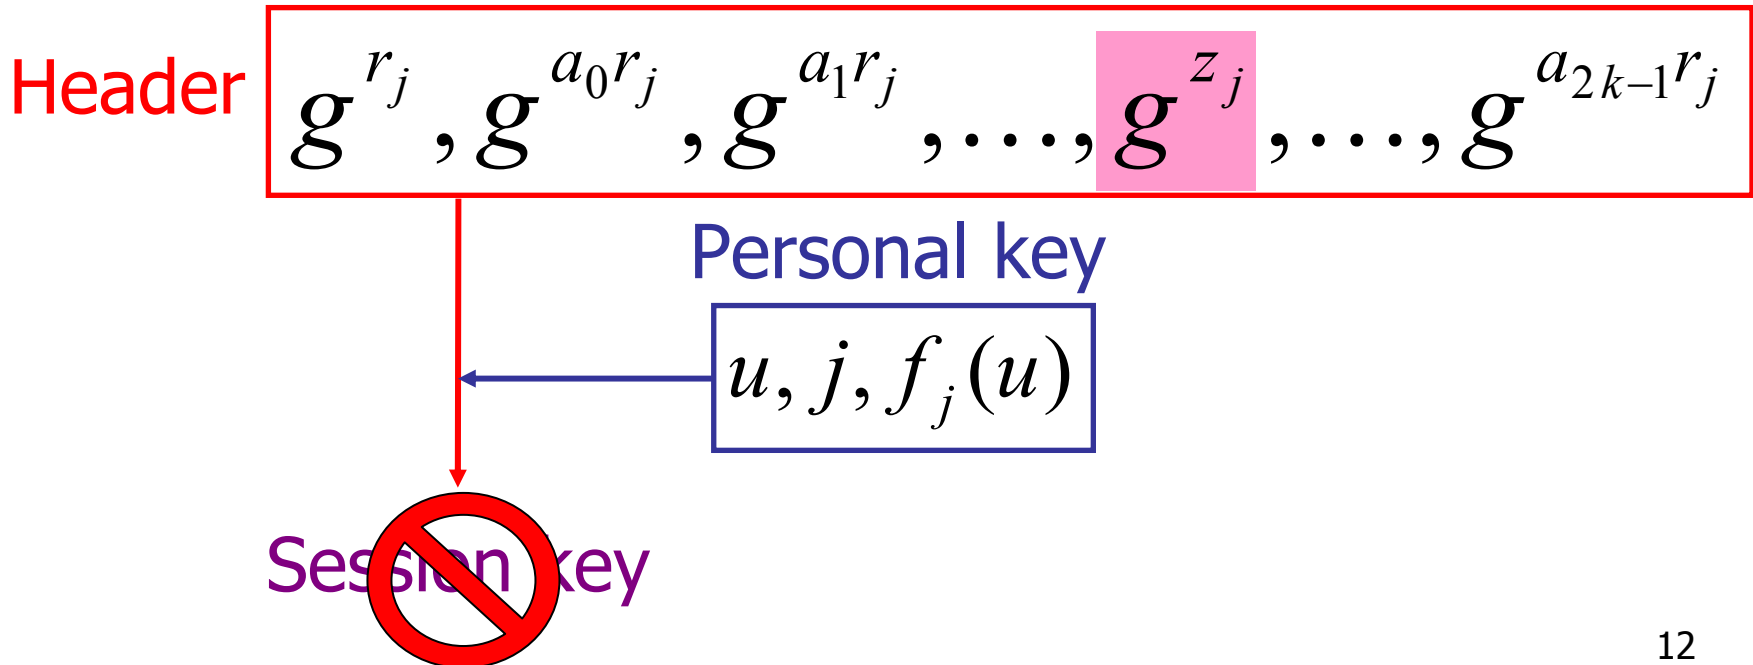 Header g^{r_j}, g^{a_0 r_j}, g^{a_1 r_j}, ..., g^{z_j}, ..., g^{a_{2k-1} r_j}
Personal key
u, j, f_j(u)
Session key
12